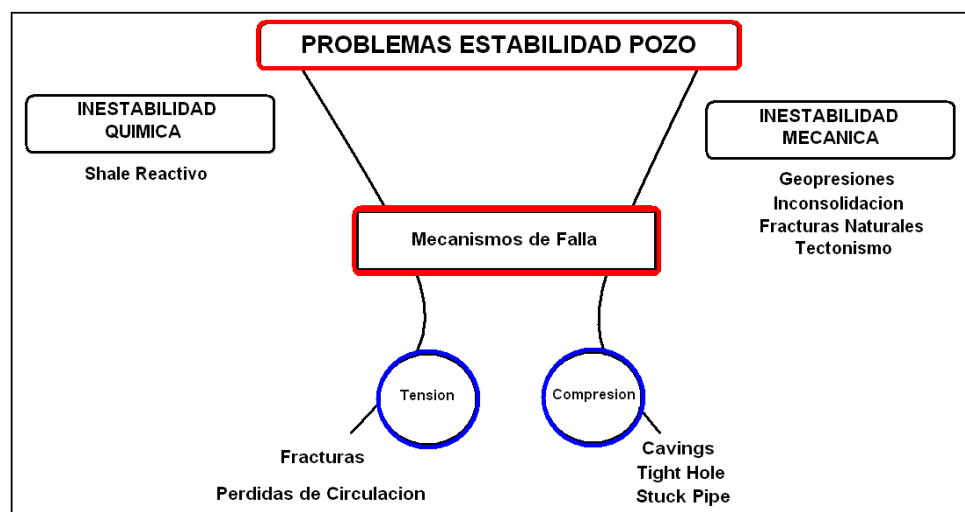 PROBLEMAS ESTABILIDAD POZO
INESTABILIDAD
QUIMICA
Shale Reactivo
INESTABILIDAD
MECANICA
Geopresiones
Inconsolidacion
Fracturas Naturales
Tectonismo
Mecanismos de Falla
Tension
Compresion
Fracturas
Perdidas de Circulacion
Cavings
Tight Hole
Stuck Pipe